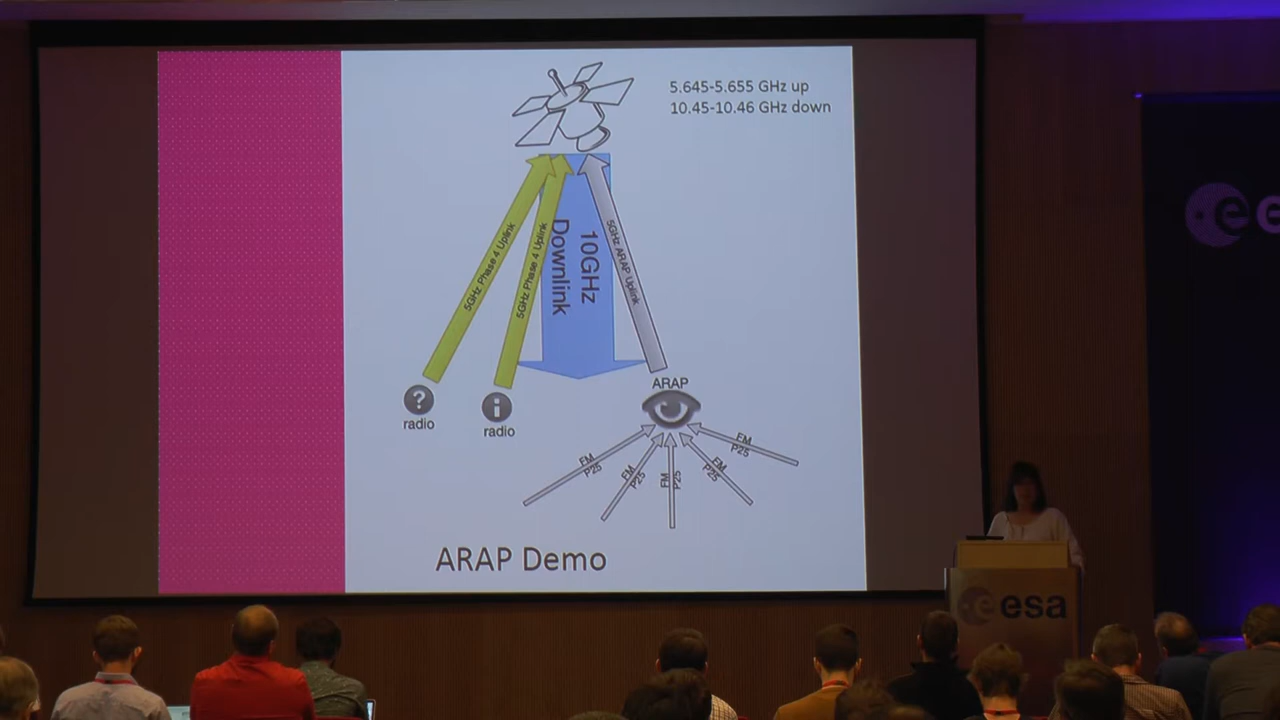 5.645-5.655 GHz up
10.45-10.46 GHz down
5GHz Phase 4 Uplink
5GHz Phase 4 Uplink
10GHz
Downlink
5GHz ARAP Uplink
?
radio
i
radio
ARAP
FM
P25
FM
P25
FM
P25
FM
P25
FM
P25
ARAP Demo
esa
e